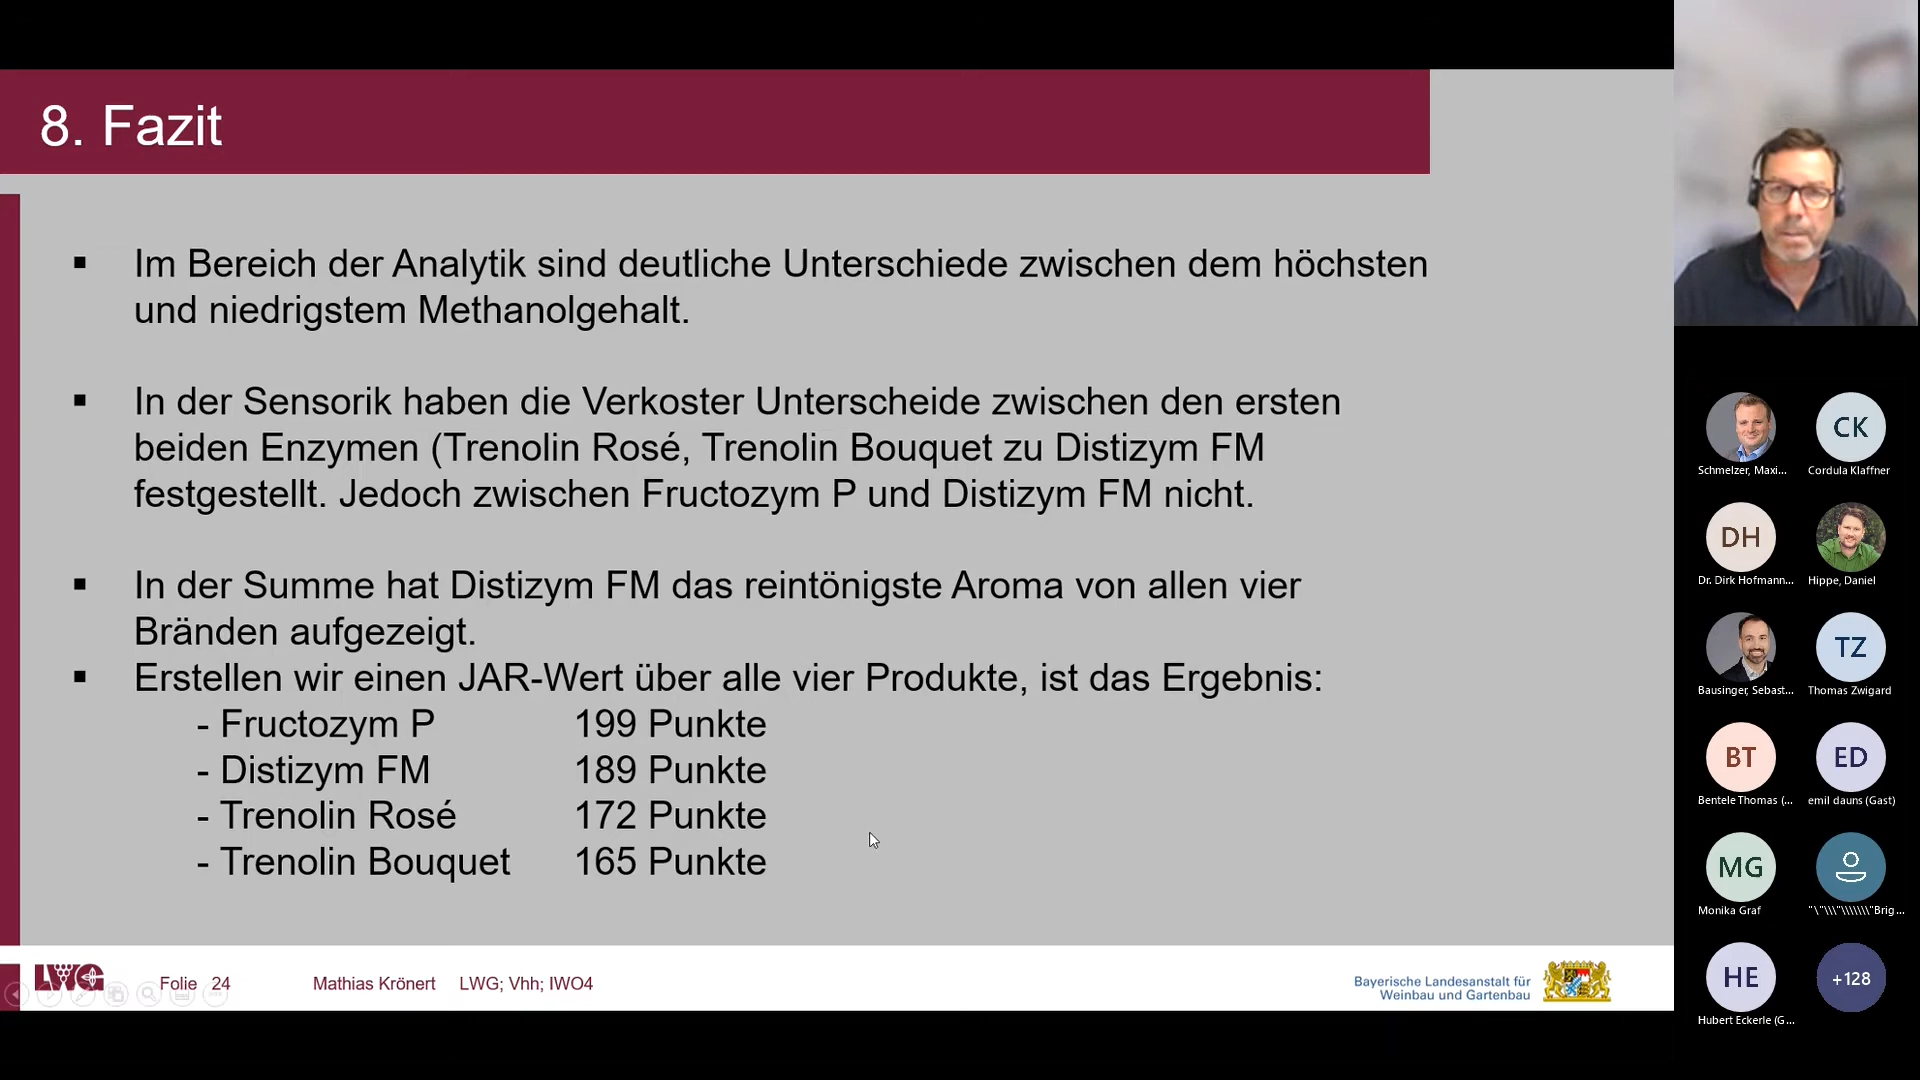 8. Fazit
▪ Im Bereich der Analytik sind deutliche Unterschiede zwischen dem höchsten
und niedrigstem Methanolgehalt.
▪ In der Sensorik haben die Verkoster Unterscheide zwischen den ersten
beiden Enzymen (Trenolin Rosé, Trenolin Bouquet zu Distizym FM
festgestellt. Jedoch zwischen Fructozym P und Distizym FM nicht.
▪ In der Summe hat Distizym FM das reintönigste Aroma von allen vier
Bränden aufgezeigt.
▪ Erstellen wir einen JAR-Wert über alle vier Produkte, ist das Ergebnis:
- Fructozym P 199 Punkte
- Distizym FM 189 Punkte
- Trenolin Rosé 172 Punkte
- Trenolin Bouquet 165 Punkte
LWG
Folie 24 Mathias Krönert LWG; Vhh; IWO4
Bayerische Landesanstalt für
Weinbau und Gartenbau
Schmelzer, Maxi...
CK
Cordula Klaffner
DH
Dr. Dirk Hofmann...
Hippe, Daniel
Bausinger, Sebast...
TZ
Thomas Zwigard
BT
Bentele Thomas (...
ED
emil dauns (Gast)
MG
Monika Graf
"\"\\\"\\\\\\\"Brig...
HE
Hubert Eckerle (G...
+128